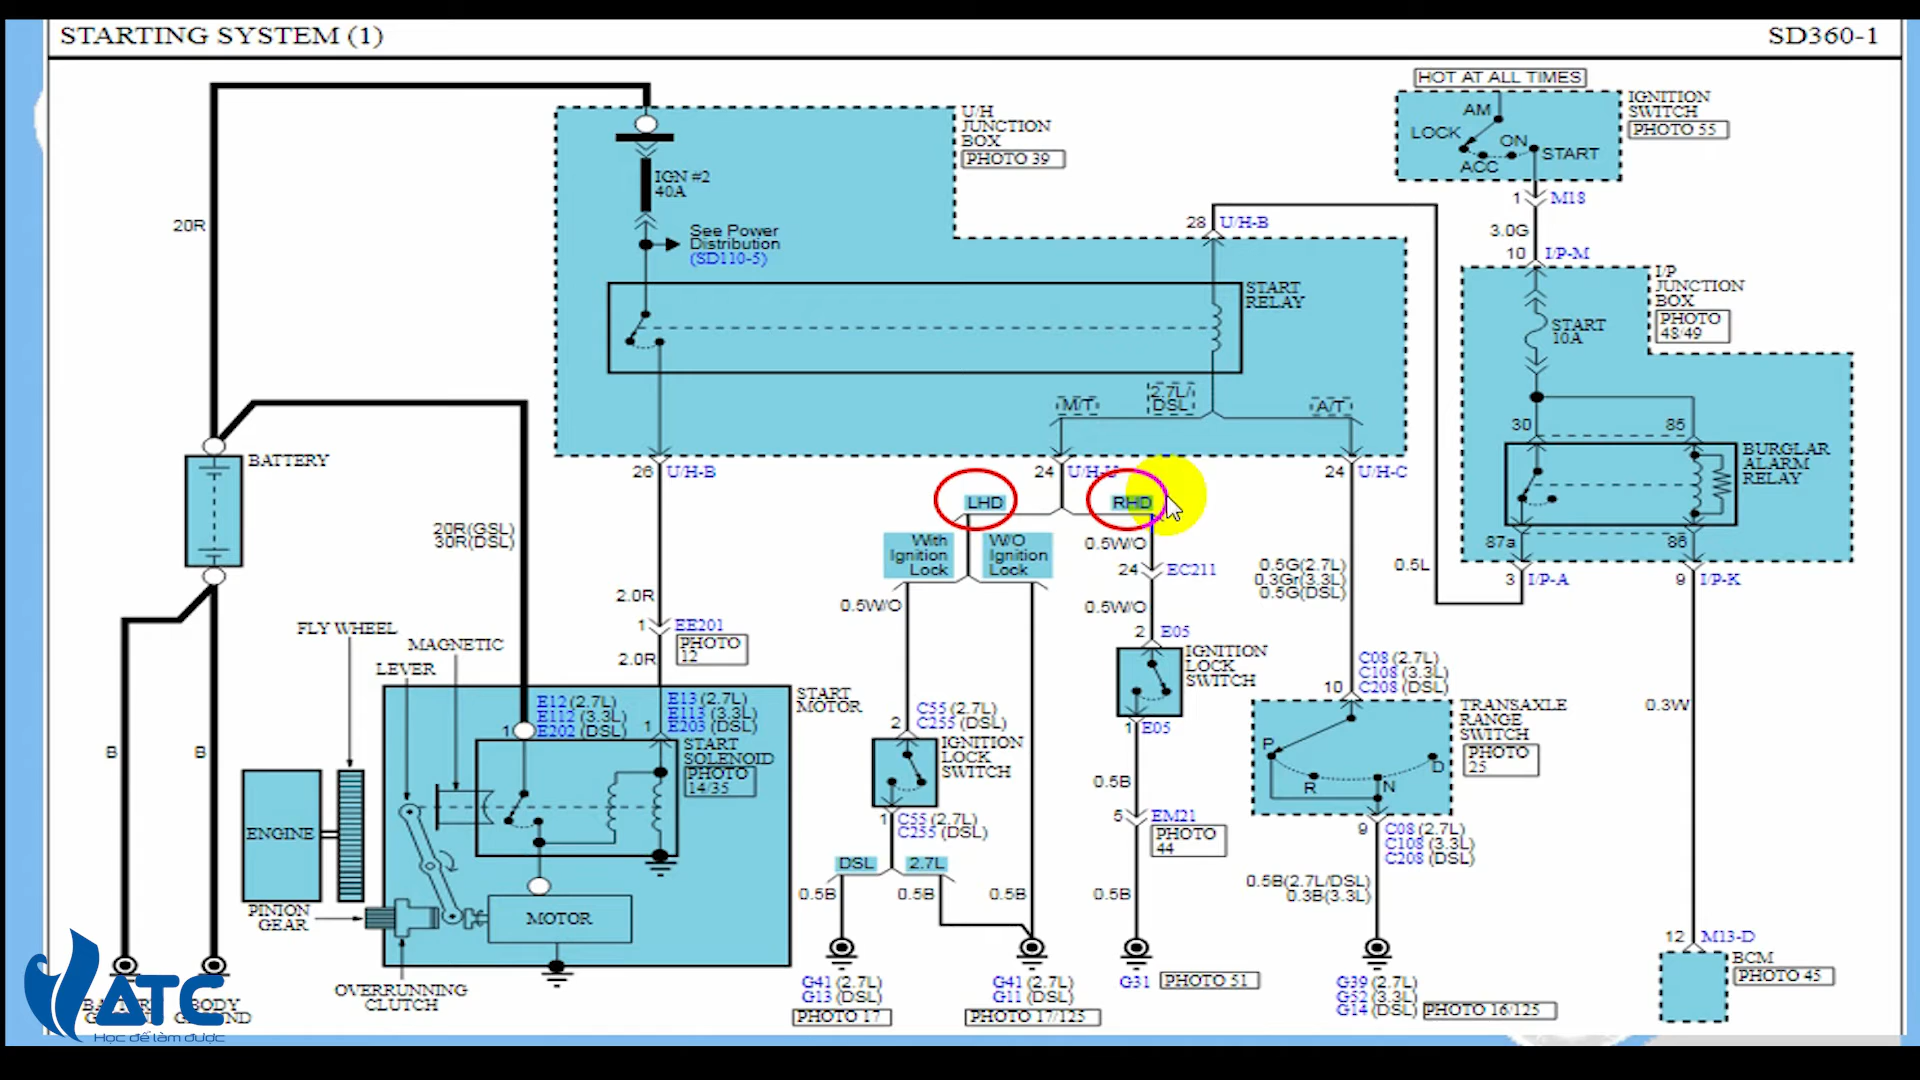 STARTING SYSTEM (1)
SD360-1
HOT AT ALL TIMES
AM
LOCK
ON
ACC
START
IGNITION
SWITCH
PHOTO 55
1
M18
3.0G
10
I/P-M
U/H
JUNCTION
BOX
PHOTO 39
IGN #2
40A
See Power
Distribution
(SD110-5)
20R
28
U/H-B
START
RELAY
I/P
JUNCTION
BOX
PHOTO
48/49
START
10A
M/T
2.7L/
DSL
A/T
30
85
BURGLAR
ALARM
RELAY
87a
86
3
I/P-A
9
I/P-K
BATTERY
26
U/H-B
24
24
U/H-C
LHD
RHD
20R(GSL)
30R(DSL)
With
Ignition
Lock
W/O
Ignition
Lock
0.5W/O
24
EC211
0.5W/O
0.5W/O
2
E05
IGNITION
LOCK
SWITCH
1
E05
0.5G(2.7L)
0.3Gr(3.3L)
0.5G(DSL)
0.5L
2.0R
1
EE201
PHOTO
12
2.0R
FLY WHEEL
MAGNETIC
LEVER
E12 (2.7L)
E112 (3.3L)
E202 (DSL)
1
E13 (2.7L)
E113 (3.3L)
E203 (DSL)
1
START
MOTOR
START
SOLENOID
PHOTO
14/35
C55 (2.7L)
C255 (DSL)
2
IGNITION
LOCK
SWITCH
1
C55 (2.7L)
C255 (DSL)
DSL
2.7L
0.5B
0.5B
0.5B
0.5B
5
EM21
PHOTO
44
0.5B
C08 (2.7L)
C108 (3.3L)
C208 (DSL)
10
TRANSAXLE
RANGE
SWITCH
PHOTO
25
P
R
N
D
9
C08 (2.7L)
C108 (3.3L)
C208 (DSL)
0.5B(2.7L/DSL)
0.3B(3.3L)
0.3W
12
M13-D
BCM
PHOTO 45
B
B
ENGINE
PINION
GEAR
MOTOR
OVERRUNNING
CLUTCH
BODY
G41 (2.7L)
G13 (DSL)
PHOTO 17
G41 (2.7L)
G11 (DSL)
PHOTO 17/125
G31
PHOTO 51
G39 (2.7L)
G52 (3.3L)
G14 (DSL)
PHOTO 16/125
ATC
Học để làm được